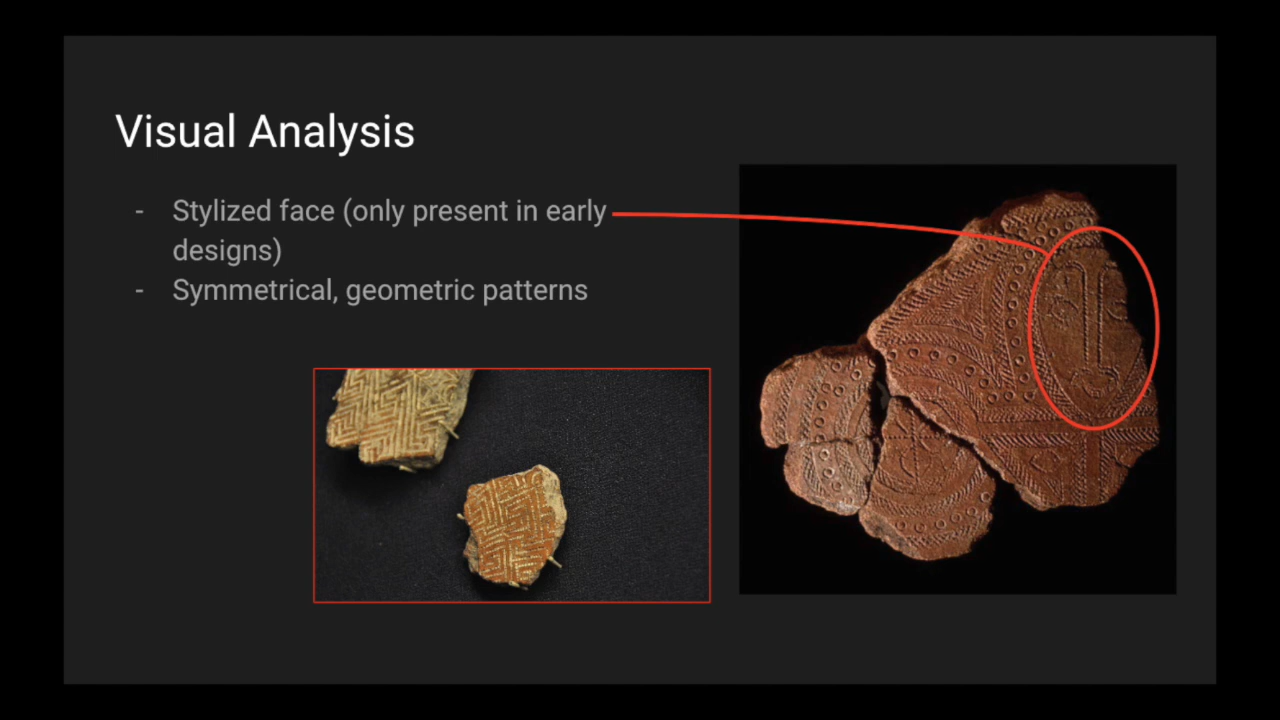 Visual Analysis
- Stylized face (only present in early
designs)
- Symmetrical, geometric patterns